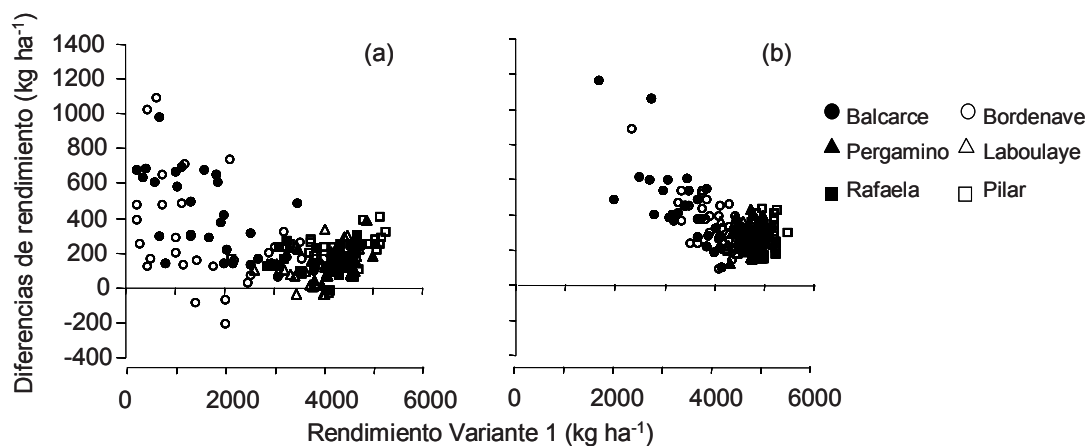 Diferencias de rendimiento (kg ha-1)
1400
1200
1000
800
600
400
200
0
-200
-400
(a)
(b)
0 2000 4000 6000
0 2000 4000 6000
Rendimiento Variante 1 (kg ha-1)
Balcarce Bordenave
Pergamino Laboulaye
Rafaela Pilar